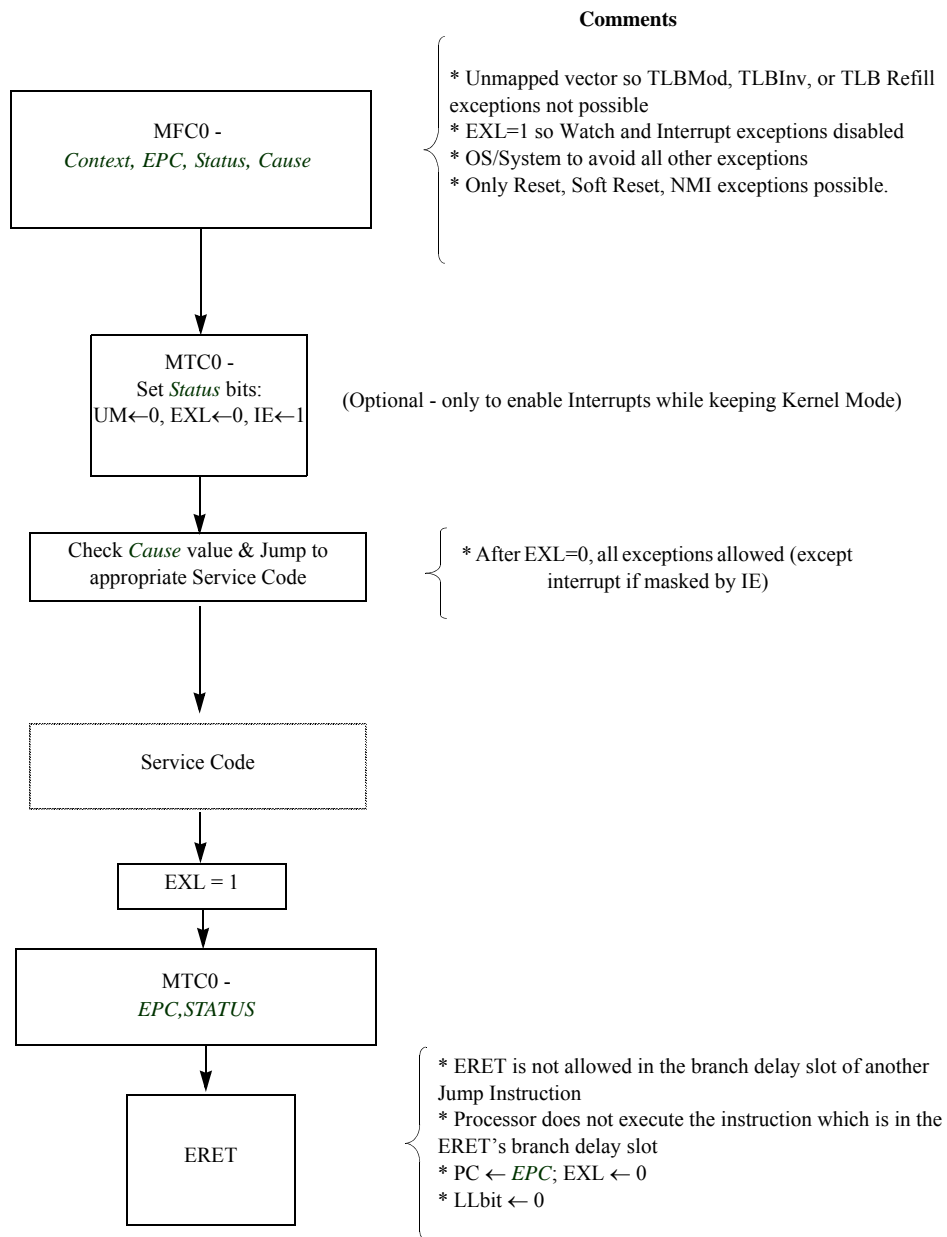 Comments
MFC0 -
Context, EPC, Status, Cause
* Unmapped vector so TLBMod, TLBInv, or TLB Refill
exceptions not possible
* EXL=1 so Watch and Interrupt exceptions disabled
* OS/System to avoid all other exceptions
* Only Reset, Soft Reset, NMI exceptions possible.
MTC0 -
Set Status bits:
UM←0, EXL←0, IE←1
(Optional - only to enable Interrupts while keeping Kernel Mode)
Check Cause value & Jump to
appropriate Service Code
* After EXL=0, all exceptions allowed (except
interrupt if masked by IE)
Service Code
EXL = 1
MTC0 -
EPC,STATUS
ERET
* ERET is not allowed in the branch delay slot of another
Jump Instruction
* Processor does not execute the instruction which is in the
ERET’s branch delay slot
* PC ← EPC; EXL ← 0
* LLbit ← 0